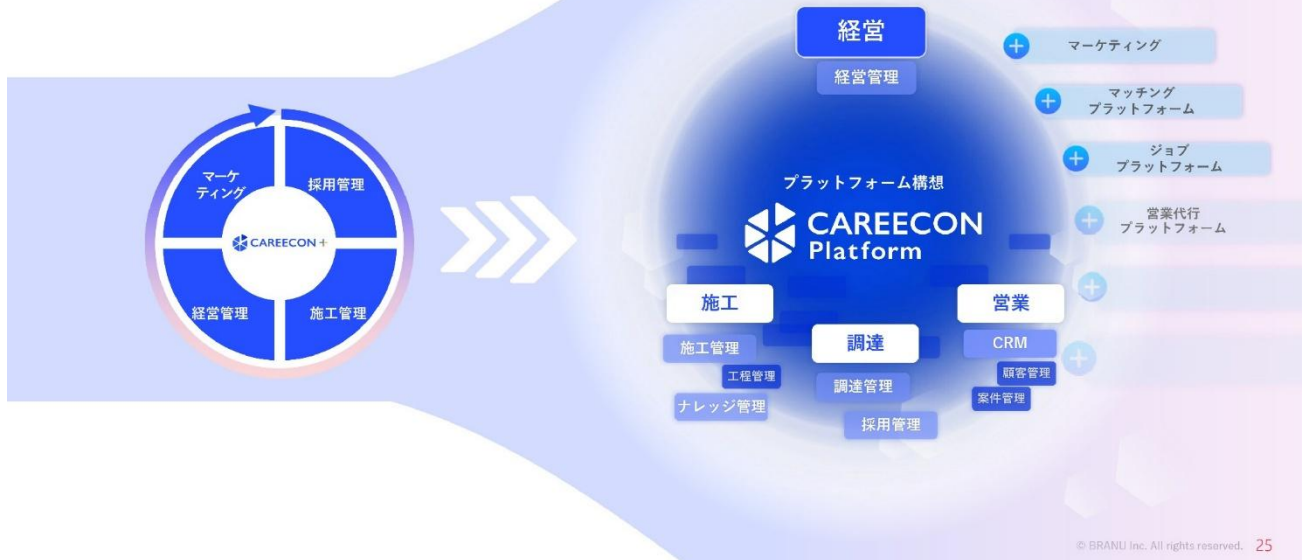 マーケ
ティング
採用管理
CAREECON +
経営管理
施工管理
経営
経営管理
プラットフォーム構想
CAREECON
Platform
施工
施工管理
工程管理
ナレッジ管理
調達
調達管理
採用管理
営業
CRM
顧客管理
案件管理
+ マーケティング
+ マッチング
プラットフォーム
+ ジョブ
プラットフォーム
+ 営業代行
プラットフォーム
+
+
© BRANU Inc. All rights reserved. 25